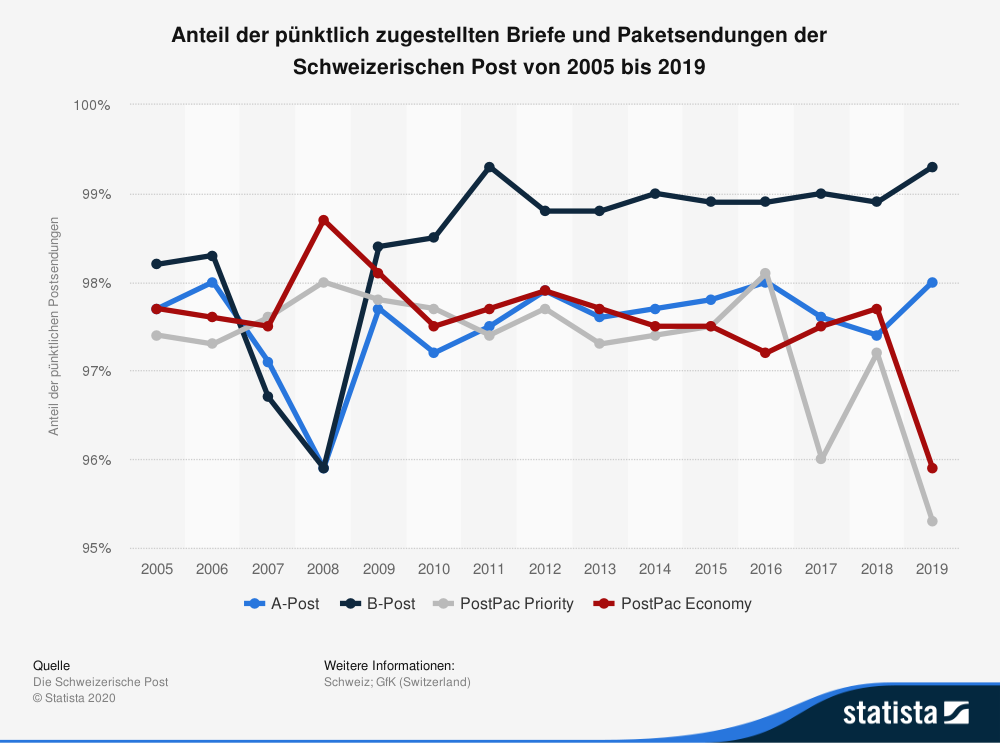 Anteil der pünktlich zugestellten Briefe und Paketsendungen der
Schweizerischen Post von 2005 bis 2019
Anteil der pünktlichen Postsendungen
100%
99%
98%
97%
96%
95%
2005 2006 2007 2008 2009 2010 2011 2012 2013 2014 2015 2016 2017 2018 2019
A-Post B-Post PostPac Priority PostPac Economy
Quelle
Die Schweizerische Post
© Statista 2020
Weitere Informationen:
Schweiz; GfK (Switzerland)
statista